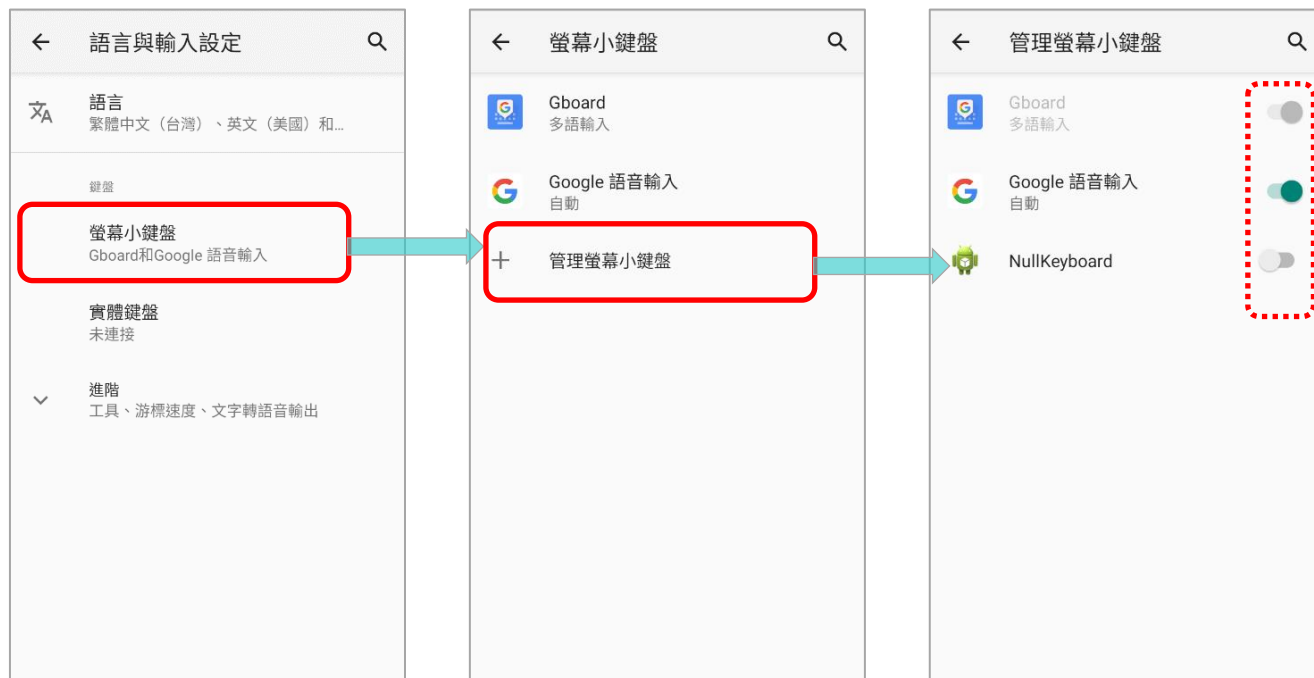 語言與輸入設定
語言
繁體中文（台灣）、英文（美國）和...
鍵盤
螢幕小鍵盤
Gboard和Google 語音輸入
實體鍵盤
未連接
進階
工具、游標速度、文字轉語音輸出
螢幕小鍵盤
Gboard
多語輸入
Google 語音輸入
自動
管理螢幕小鍵盤
管理螢幕小鍵盤
Gboard
多語輸入
Google 語音輸入
自動
NullKeyboard